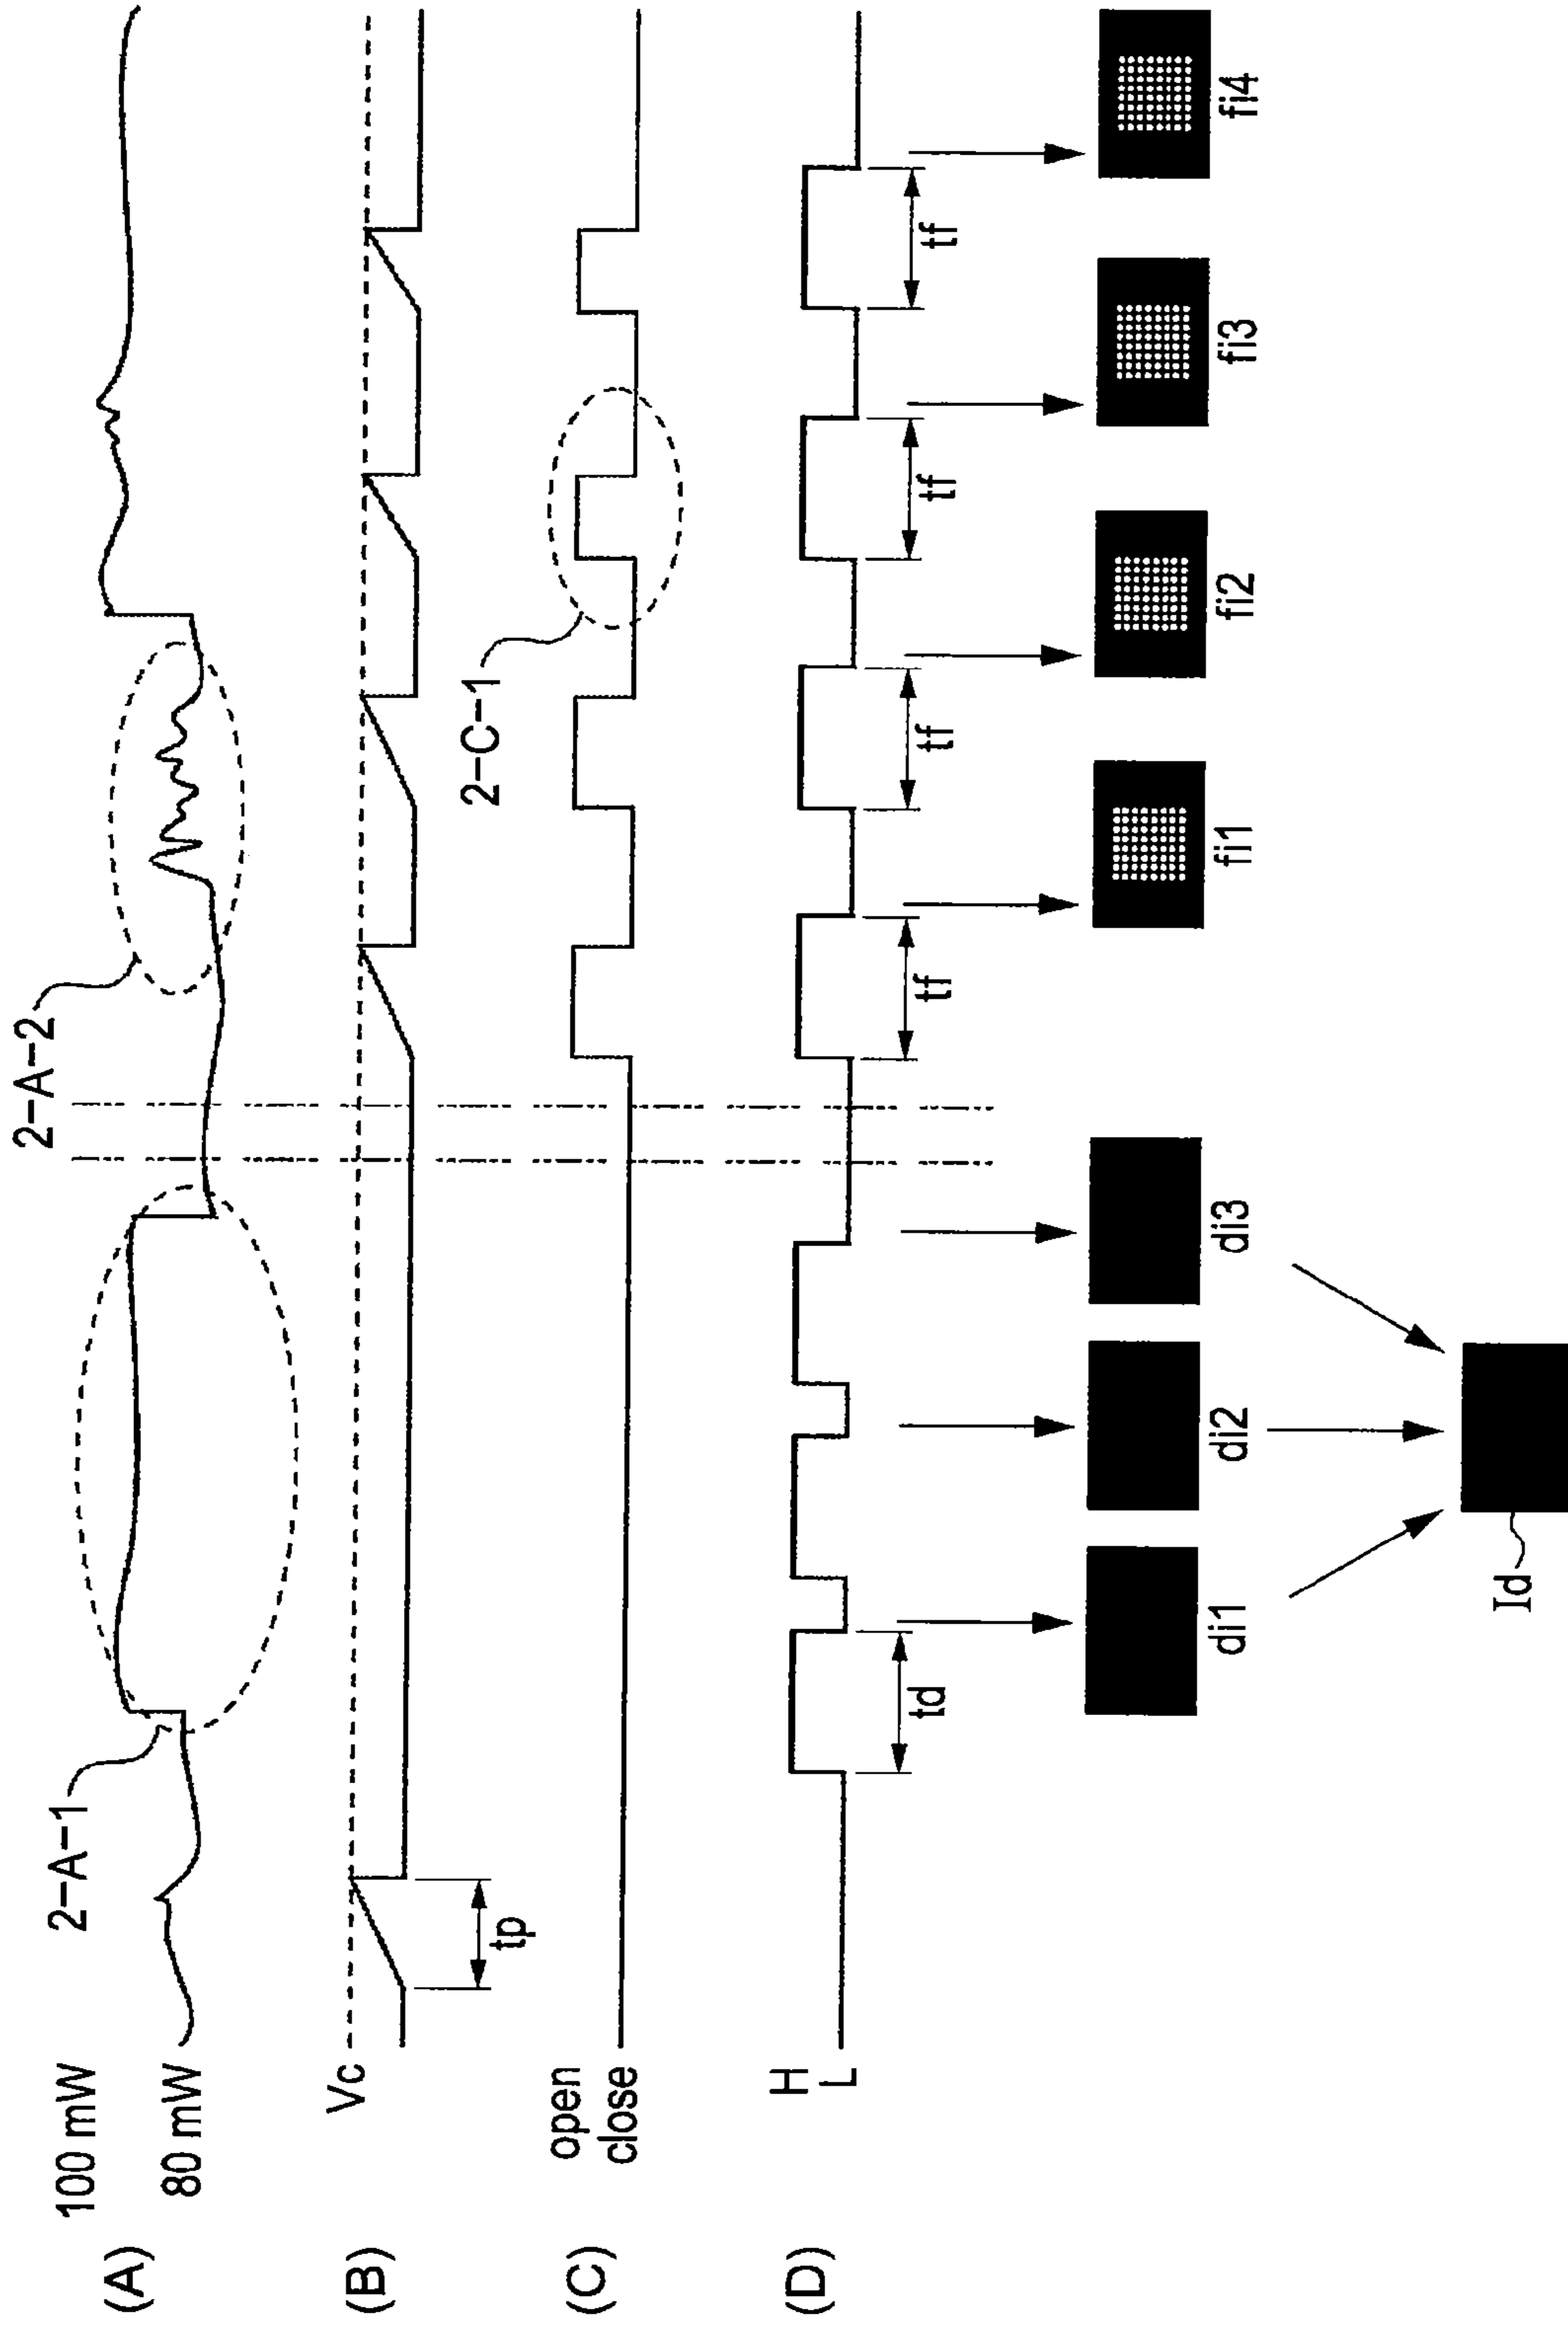 (A)
100 mW
80 mW
2-A-1
2-A-2
(B)
Vc
tp
(C)
open
close
2-C-1
(D)
H
L
td
tf
tf
tf
tf
di1
di2
di3
fi1
fi2
fi3
fi4
Id